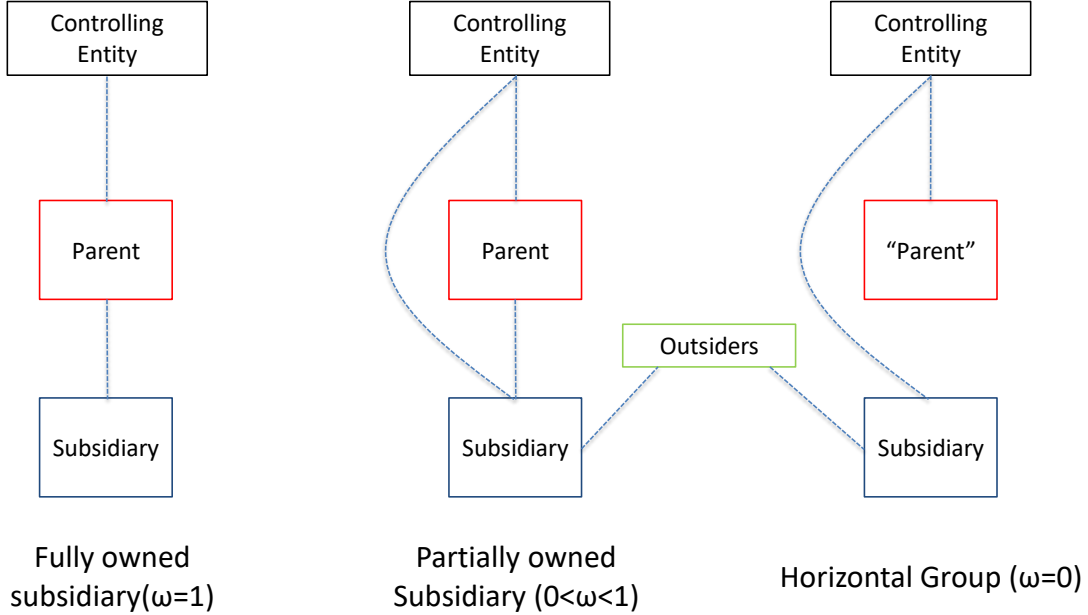 Controlling
Entity
Controlling
Entity
Controlling
Entity
Parent
Parent
“Parent”
Outsiders
Subsidiary
Subsidiary
Subsidiary
Fully owned
subsidiary(ω=1)
Partially owned
Subsidiary (0<ω<1)
Horizontal Group (ω=0)